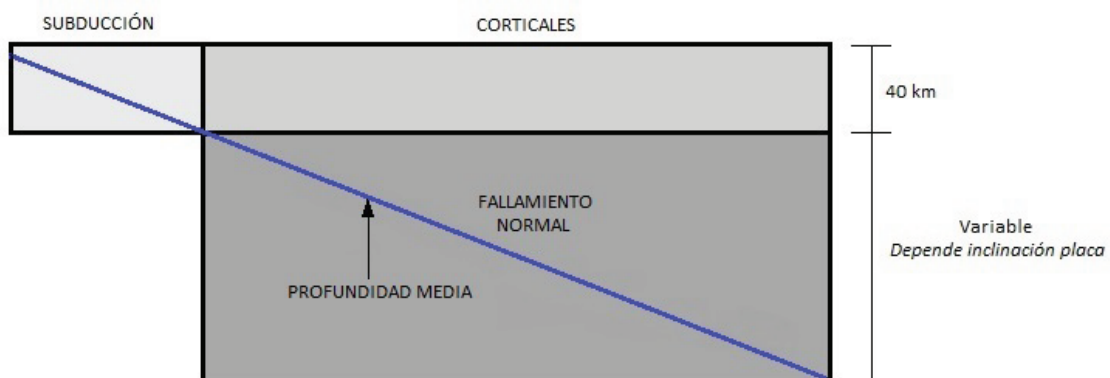 SUBDUCCIÓN
CORTICALES
40 km
FALLAMIENTO
NORMAL
Variable
Depende inclinación placa
PROFUNDIDAD MEDIA